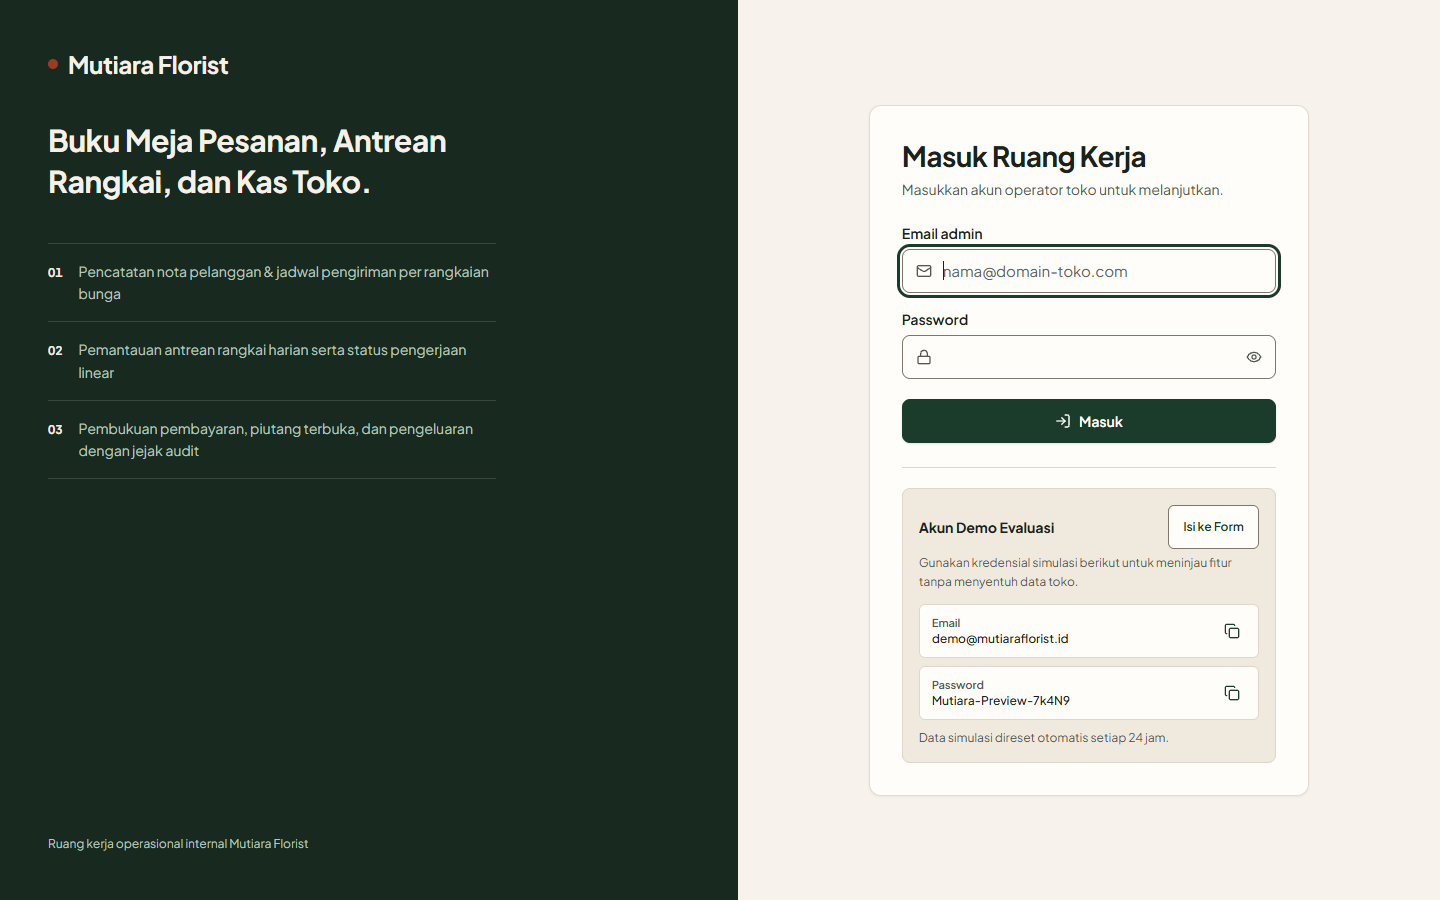 Mutiara Florist
Buku Meja Pesanan, Antrean
Rangkai, dan Kas Toko.
01 Pencatatan nota pelanggan & jadwal pengiriman per rangkaian
bunga
02 Pemantauan antrean rangkai harian serta status pengerjaan
linear
03 Pembukuan pembayaran, piutang terbuka, dan pengeluaran
dengan jejak audit
Ruang kerja operasional internal Mutiara Florist
Masuk Ruang Kerja
Masukkan akun operator toko untuk melanjutkan.
Email admin
nama@domain-toko.com
Password
Masuk
Akun Demo Evaluasi
Isi ke Form
Gunakan kredensial simulasi berikut untuk meninjau fitur
tanpa menyentuh data toko.
Email
demo@mutiaraflorist.id
Password
Mutiara-Preview-7k4N9
Data simulasi direset otomatis setiap 24 jam.